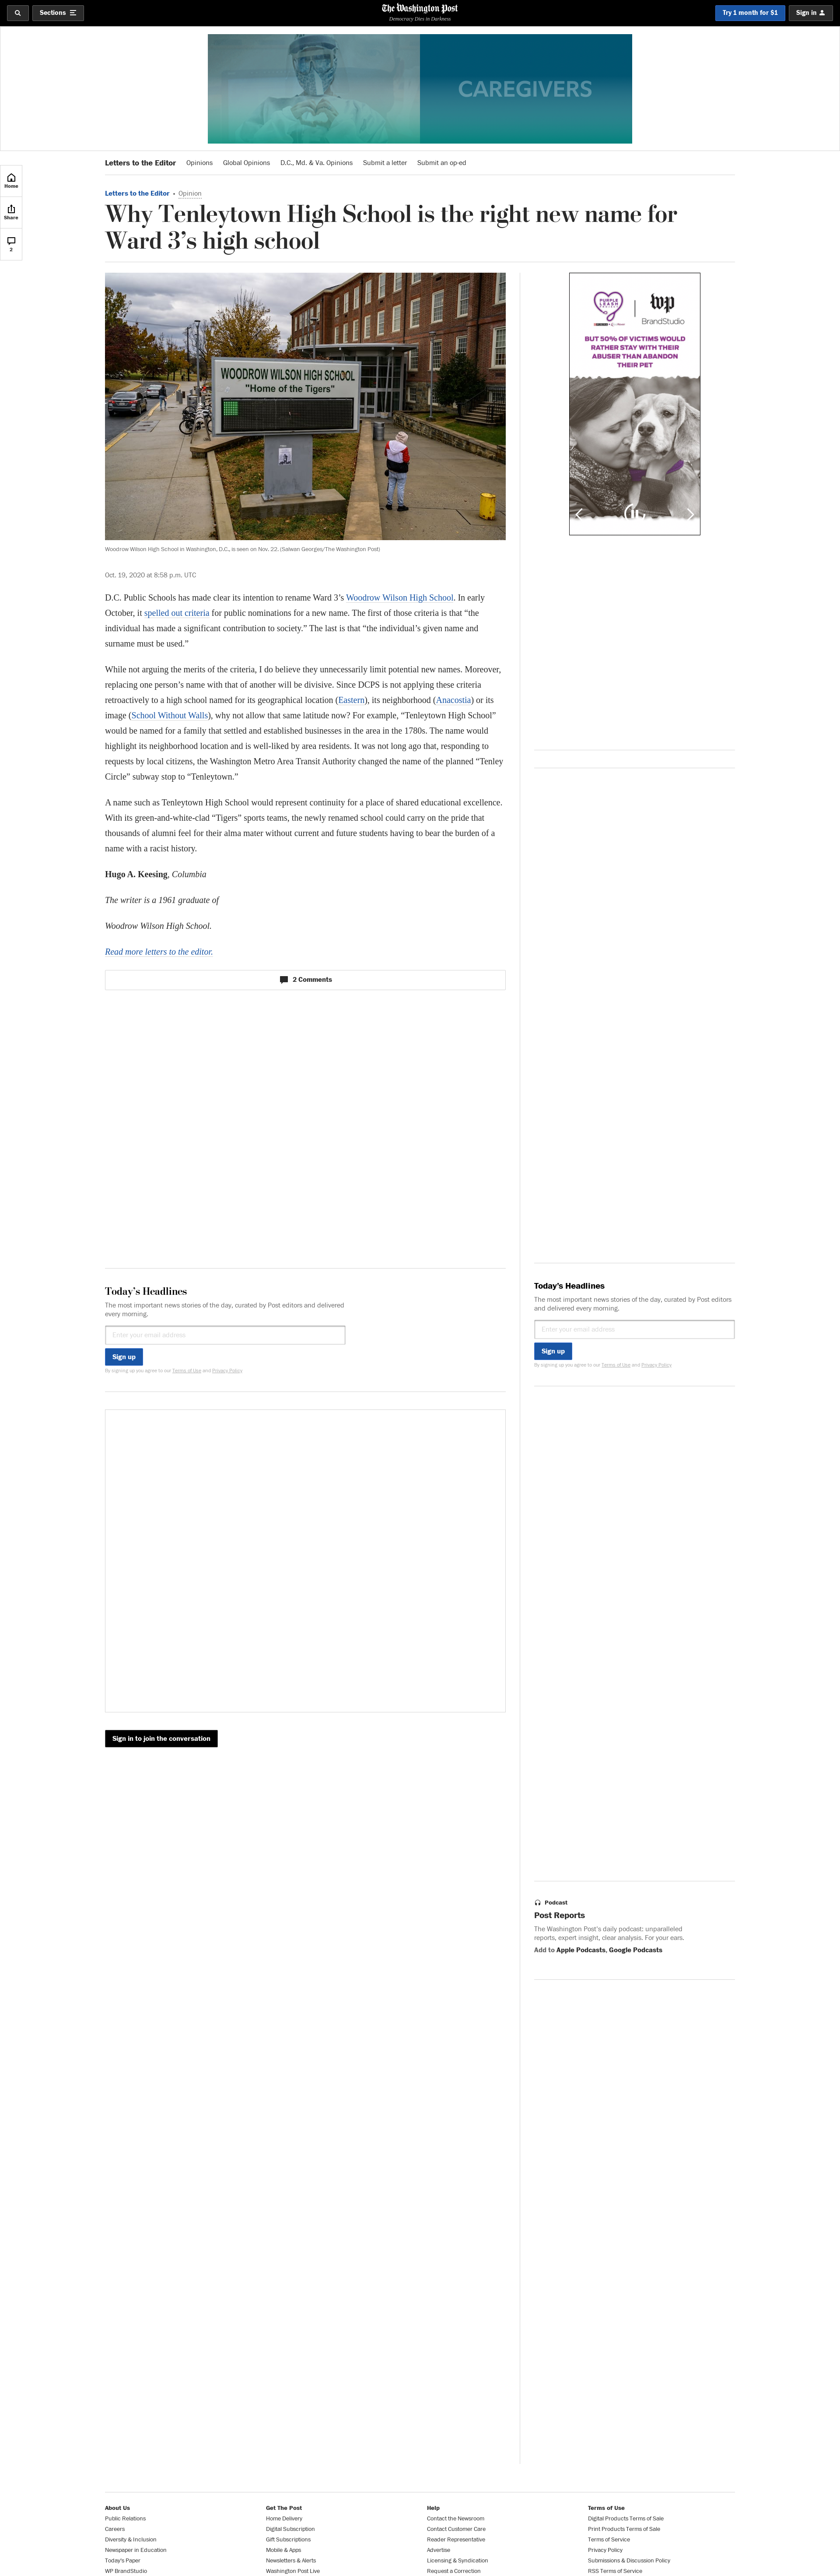 Sections
The Washington Post
Democracy Dies in Darkness
Try 1 month for $1
Sign in
CAREGIVERS
Home
Share
2
Letters to the Editor
Opinions
Global Opinions
D.C., Md. & Va. Opinions
Submit a letter
Submit an op-ed
Letters to the Editor • Opinion
Why Tenleytown High School is the right new name for
Ward 3’s high school
WOODROW WILSON HIGH SCHOOL
"Home of the Tigers"
Woodrow Wilson High School in Washington, D.C., is seen on Nov. 22. (Salwan Georges/The Washington Post)
Oct. 19, 2020 at 8:58 p.m. UTC
D.C. Public Schools has made clear its intention to rename Ward 3’s Woodrow Wilson High School. In early
October, it spelled out criteria for public nominations for a new name. The first of those criteria is that “the
individual has made a significant contribution to society.” The last is that “the individual’s given name and
surname must be used.”
While not arguing the merits of the criteria, I do believe they unnecessarily limit potential new names. Moreover,
replacing one person’s name with that of another will be divisive. Since DCPS is not applying these criteria
retroactively to a high school named for its geographical location (Eastern), its neighborhood (Anacostia) or its
image (School Without Walls), why not allow that same latitude now? For example, “Tenleytown High School”
would be named for a family that settled and established businesses in the area in the 1780s. The name would
highlight its neighborhood location and is well-liked by area residents. It was not long ago that, responding to
requests by local citizens, the Washington Metro Area Transit Authority changed the name of the planned “Tenley
Circle” subway stop to “Tenleytown.”
A name such as Tenleytown High School would represent continuity for a place of shared educational excellence.
With its green-and-white-clad “Tigers” sports teams, the newly renamed school could carry on the pride that
thousands of alumni feel for their alma mater without current and future students having to bear the burden of a
name with a racist history.
Hugo A. Keesing, Columbia
The writer is a 1961 graduate of
Woodrow Wilson High School.
Read more letters to the editor.
2 Comments
PURPLE
LEASH
wp
BrandStudio
BUT 50% OF VICTIMS WOULD
RATHER STAY WITH THEIR
ABUSER THAN ABANDON
THEIR PET
Today’s Headlines
The most important news stories of the day, curated by Post editors and delivered
every morning.
Enter your email address
Sign up
By signing up you agree to our Terms of Use and Privacy Policy
Today’s Headlines
The most important news stories of the day, curated by Post editors
and delivered every morning.
Enter your email address
Sign up
By signing up you agree to our Terms of Use and Privacy Policy
Sign in to join the conversation
Podcast
Post Reports
The Washington Post’s daily podcast: unparalleled
reports, expert insight, clear analysis. For your ears.
Add to Apple Podcasts, Google Podcasts
About Us
Public Relations
Careers
Diversity & Inclusion
Newspaper in Education
Today's Paper
WP BrandStudio
Get The Post
Home Delivery
Digital Subscription
Gift Subscriptions
Mobile & Apps
Newsletters & Alerts
Washington Post Live
Help
Contact the Newsroom
Contact Customer Care
Reader Representative
Advertise
Licensing & Syndication
Request a Correction
Terms of Use
Digital Products Terms of Sale
Print Products Terms of Sale
Terms of Service
Privacy Policy
Submissions & Discussion Policy
RSS Terms of Service